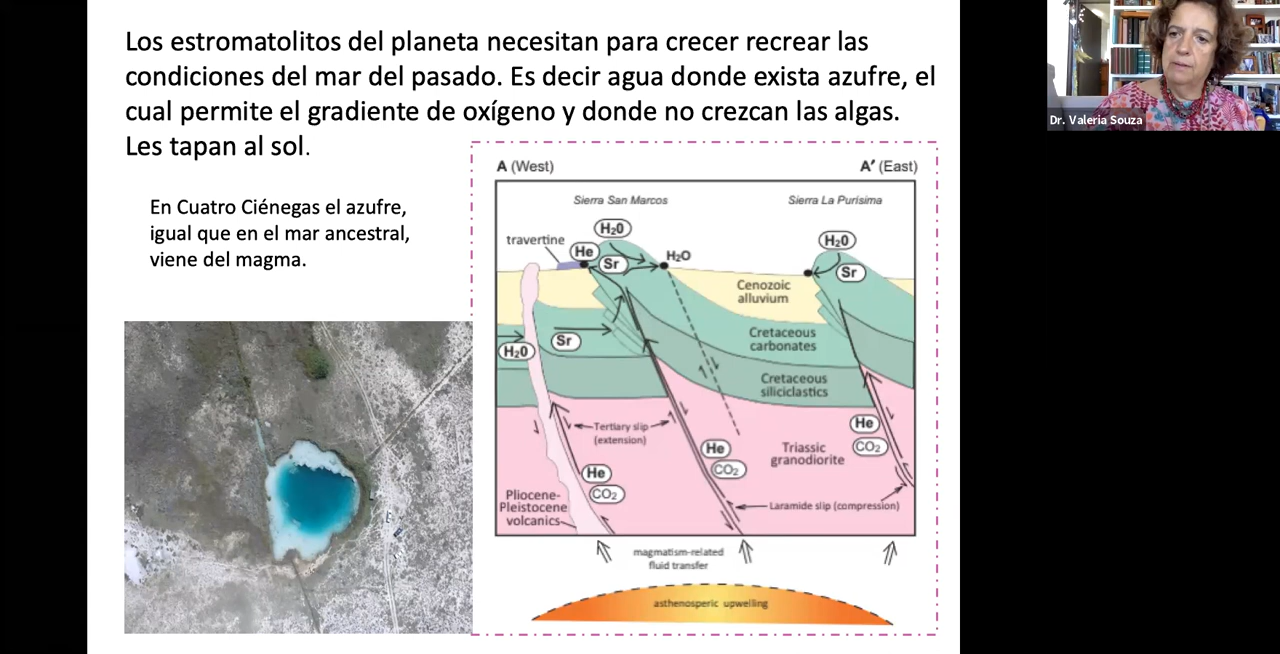 Los estromatolitos del planeta necesitan para crecer recrear las
condiciones del mar del pasado. Es decir agua donde exista azufre, el
cual permite el gradiente de oxígeno y donde no crezcan las algas.
Les tapan al sol.
En Cuatro Ciénegas el azufre,
igual que en el mar ancestral,
viene del magma.
Dr. Valeria Souza
A (West)
A′ (East)
Sierra San Marcos
Sierra La Purisima
H₂0
H₂0
travertine
He
Sr
H₂O
Sr
Cenozoic
alluvium
H₂0
Sr
Cretaceous
carbonates
Cretaceous
siliciclastics
Tertiary slip
(extension)
He
CO₂
He
CO₂
Triassic
granodiorite
He
CO₂
Pliocene-
Pleistocene
volcanics
Laramide slip (compression)
magmatism-related
fluid transfer
asthenosperic upwelling